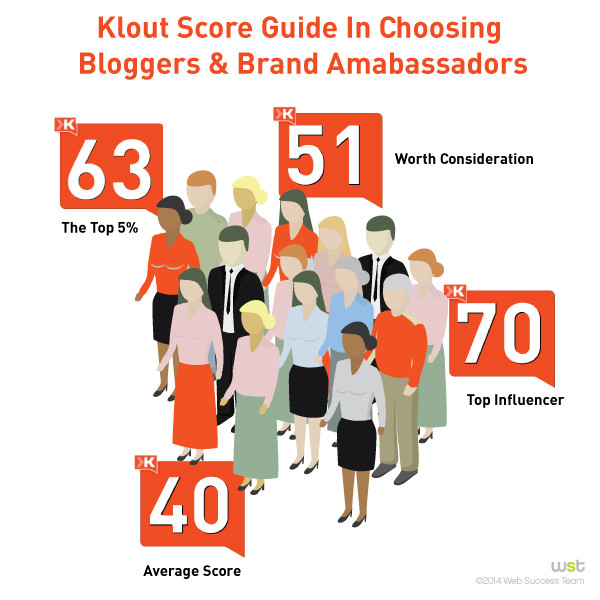 Klout Score Guide In Choosing
Bloggers & Brand Amabassadors
K
63
The Top 5%
K
51
Worth Consideration
K
70
Top Influencer
K
40
Average Score
wst
©2014 Web Success Team